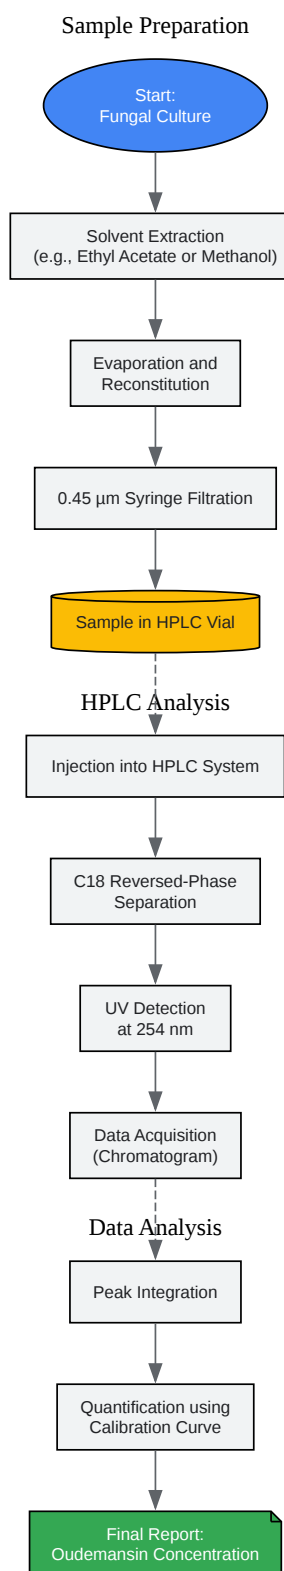 Sample Preparation
Start:
Fungal Culture
Solvent Extraction
(e.g., Ethyl Acetate or Methanol)
Evaporation and
Reconstitution
0.45 µm Syringe Filtration
Sample in HPLC Vial
HPLC Analysis
Injection into HPLC System
C18 Reversed-Phase
Separation
UV Detection
at 254 nm
Data Acquisition
(Chromatogram)
Data Analysis
Peak Integration
Quantification using
Calibration Curve
Final Report:
Oudemansin Concentration